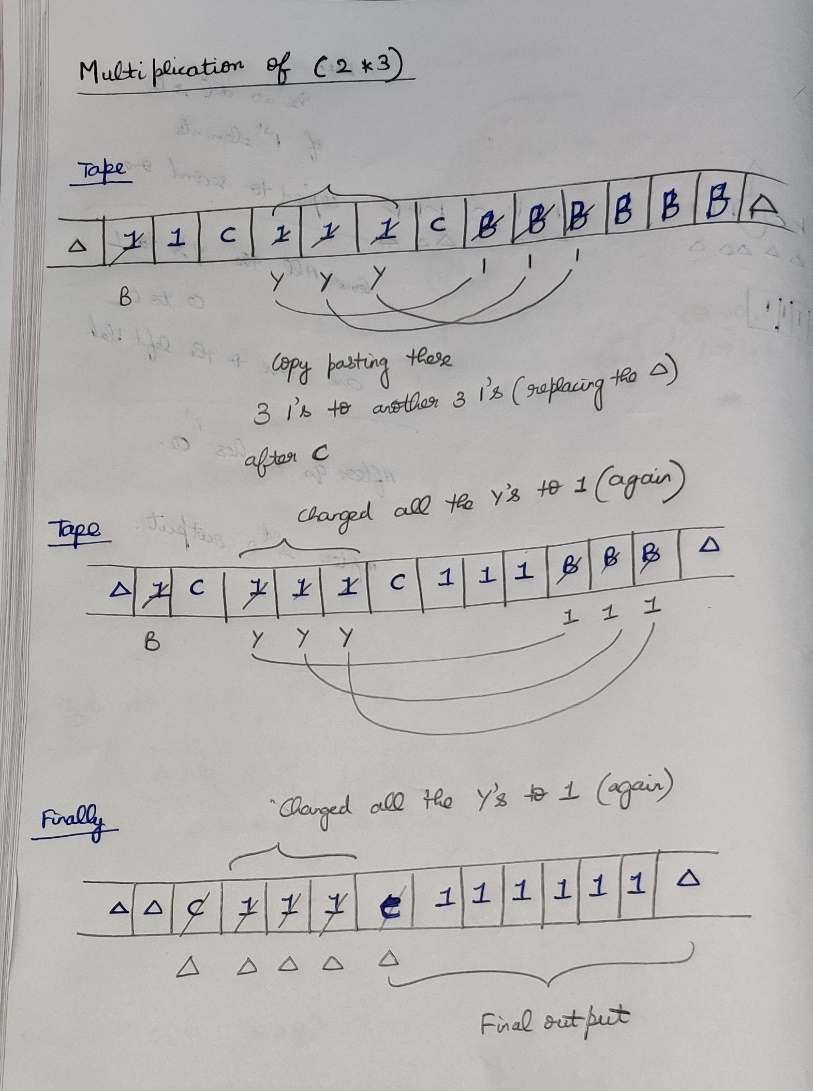 Multiplication of (2*3)
Tape
Δ 1 1 C 1 1 1 C B B B B B B Δ
B Y Y Y 1 1 1
Copy pasting these
3 1's to another 3 1's (replacing the Δ)
after C
Changed all the Y's to 1 (again)
Tape
Δ 1 C 1 1 1 C 1 1 1 B B B Δ
B Y Y Y 1 1 1
Changed all the Y's to 1 (again)
Finally
Δ Δ C 1 1 1 C 1 1 1 1 1 1 Δ
Δ Δ Δ Δ Δ
Final output